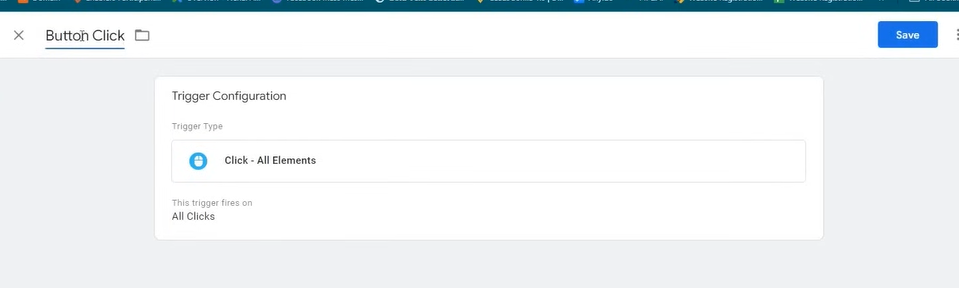 Button Click
Save
Trigger Configuration
Trigger Type
Click - All Elements
This trigger fires on
All Clicks